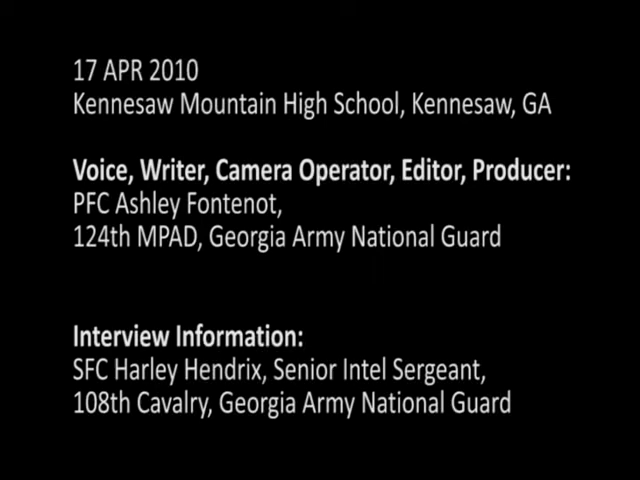 17 APR 2010
Kennesaw Mountain High School, Kennesaw, GA
Voice, Writer, Camera Operator, Editor, Producer:
PFC Ashley Fontenot,
124th MPAD, Georgia Army National Guard
Interview Information:
SFC Harley Hendrix, Senior Intel Sergeant,
108th Cavalry, Georgia Army National Guard